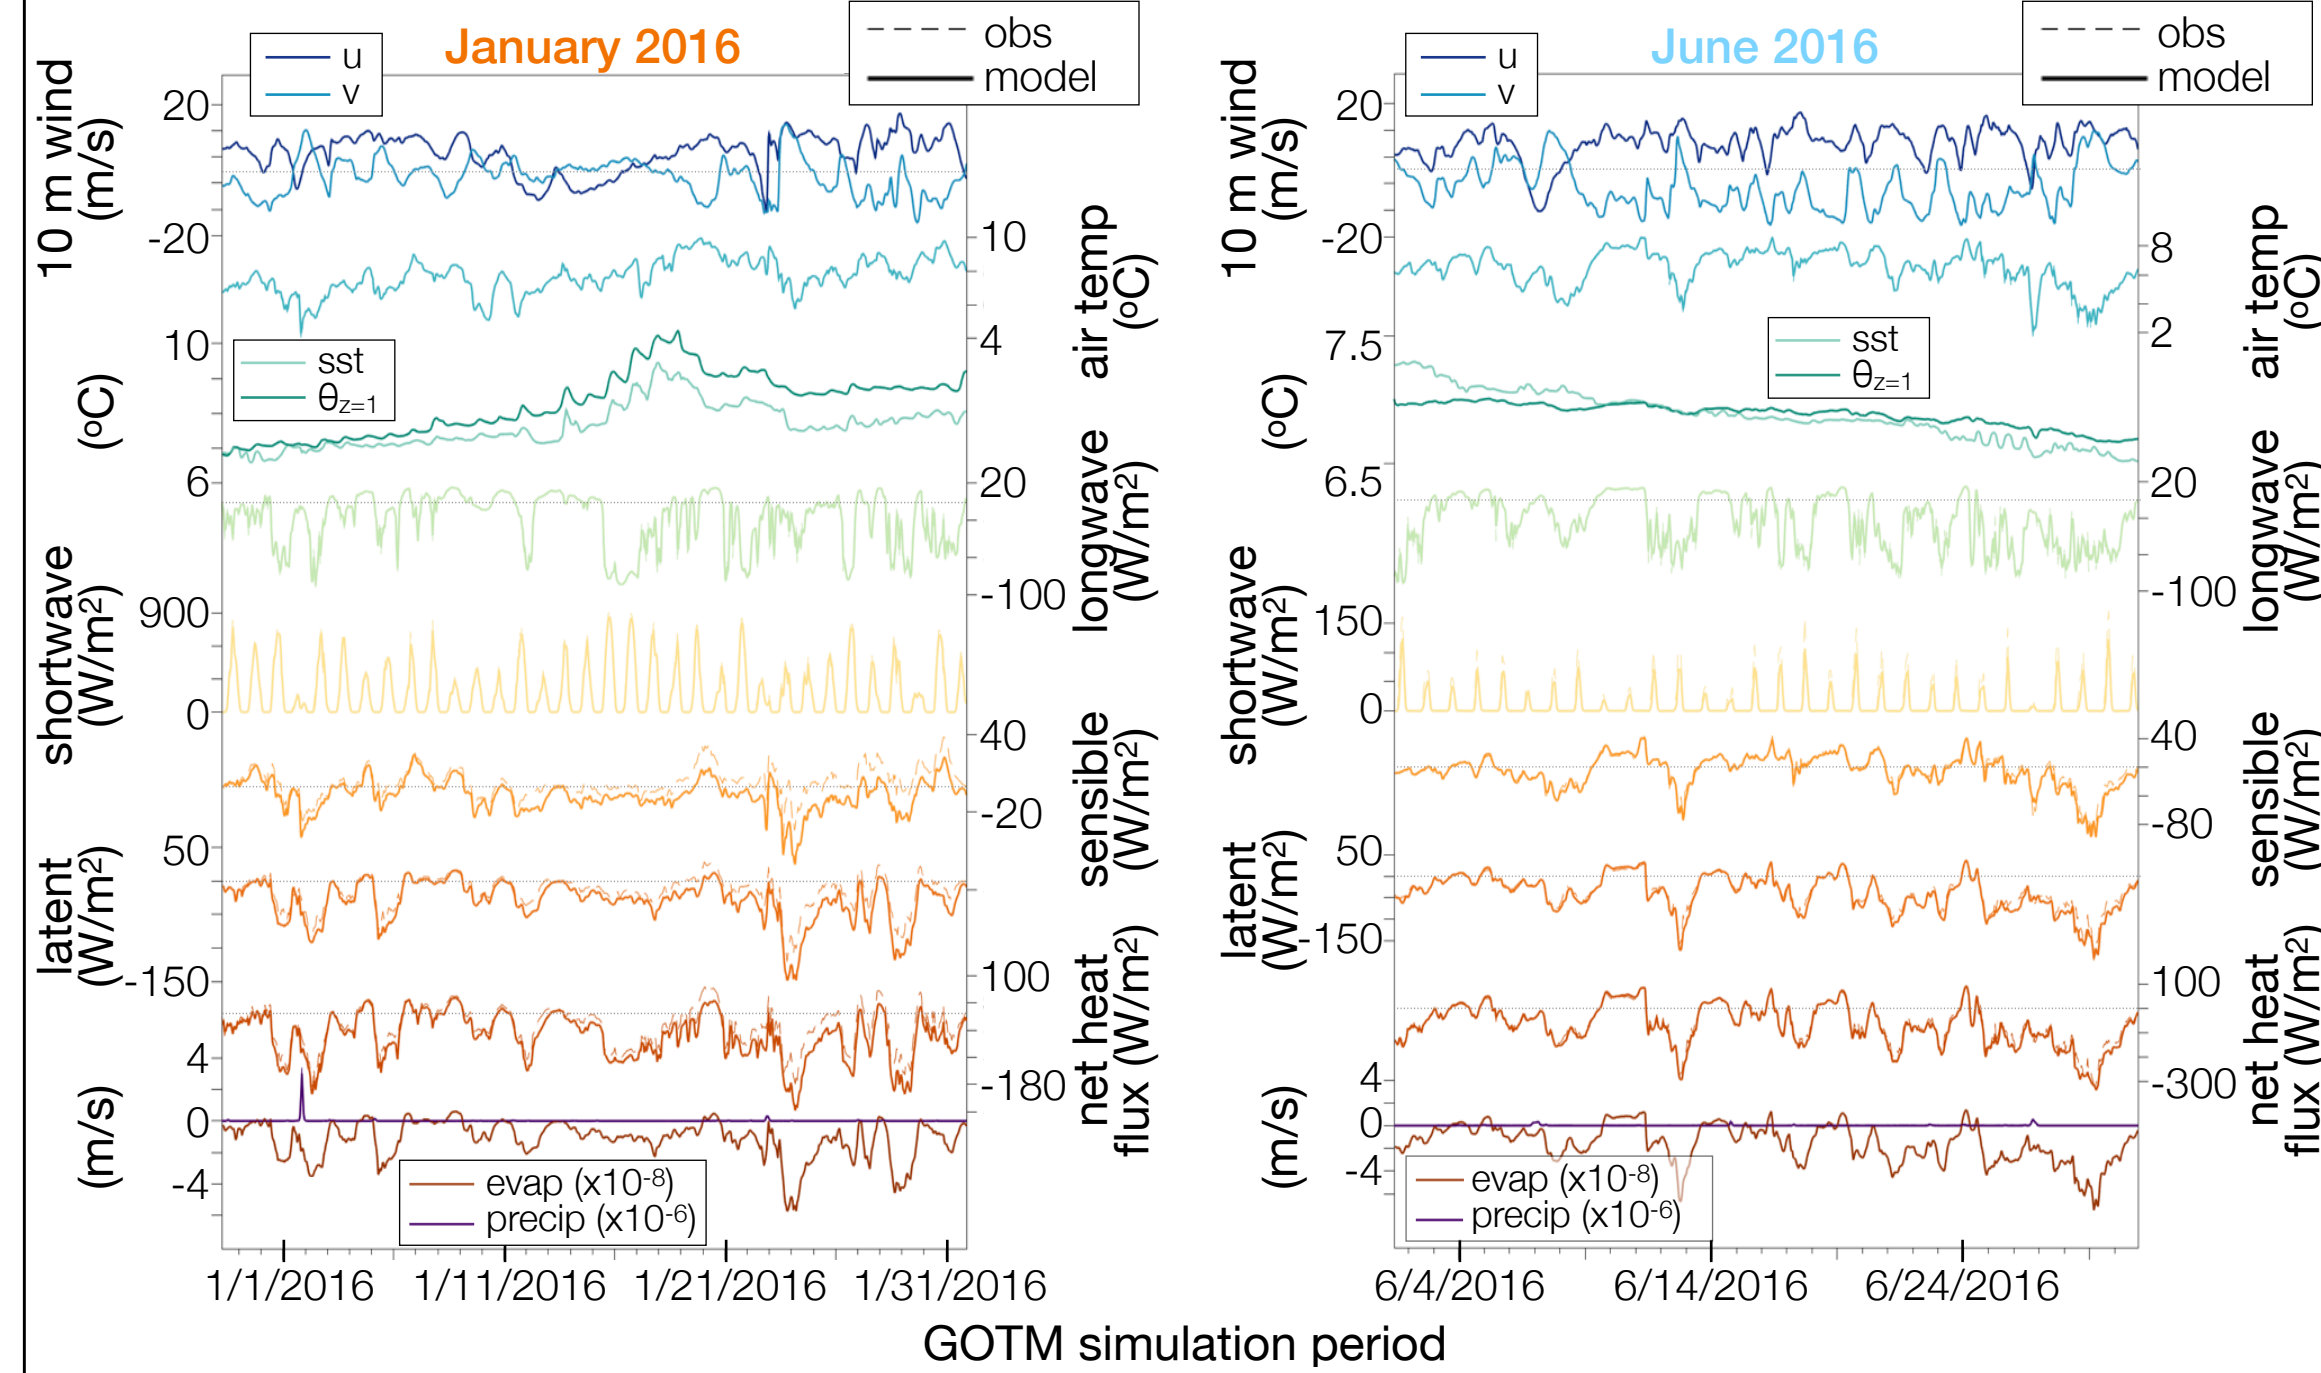 January 2016
u
v
obs
model
10 m wind
(m/s)
20
-20
10
4
air temp
(oC)
10
6
(oC)
sst
θz=1
20
-100
longwave
(W/m2)
900
0
shortwave
(W/m2)
40
-20
sensible
(W/m2)
50
-150
latent
(W/m2)
100
-180
net heat
flux (W/m2)
4
0
-4
(m/s)
evap (x10-8)
precip (x10-6)
1/1/2016
1/11/2016
1/21/2016
1/31/2016
June 2016
u
v
obs
model
10 m wind
(m/s)
20
-20
8
2
air temp
(oC)
7.5
6.5
(oC)
sst
θz=1
20
-100
longwave
(W/m2)
150
0
shortwave
(W/m2)
40
-80
sensible
(W/m2)
50
-150
latent
(W/m2)
100
-300
net heat
flux (W/m2)
4
0
-4
(m/s)
evap (x10-8)
precip (x10-6)
6/4/2016
6/14/2016
6/24/2016
GOTM simulation period